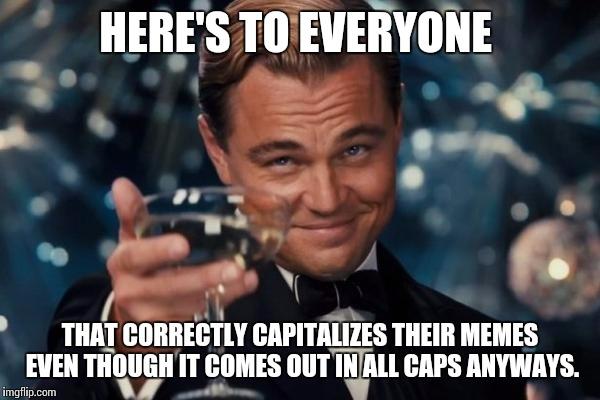 HERE'S TO EVERYONE
THAT CORRECTLY CAPITALIZES THEIR MEMES
EVEN THOUGH IT COMES OUT IN ALL CAPS ANYWAYS.
imgflip.com